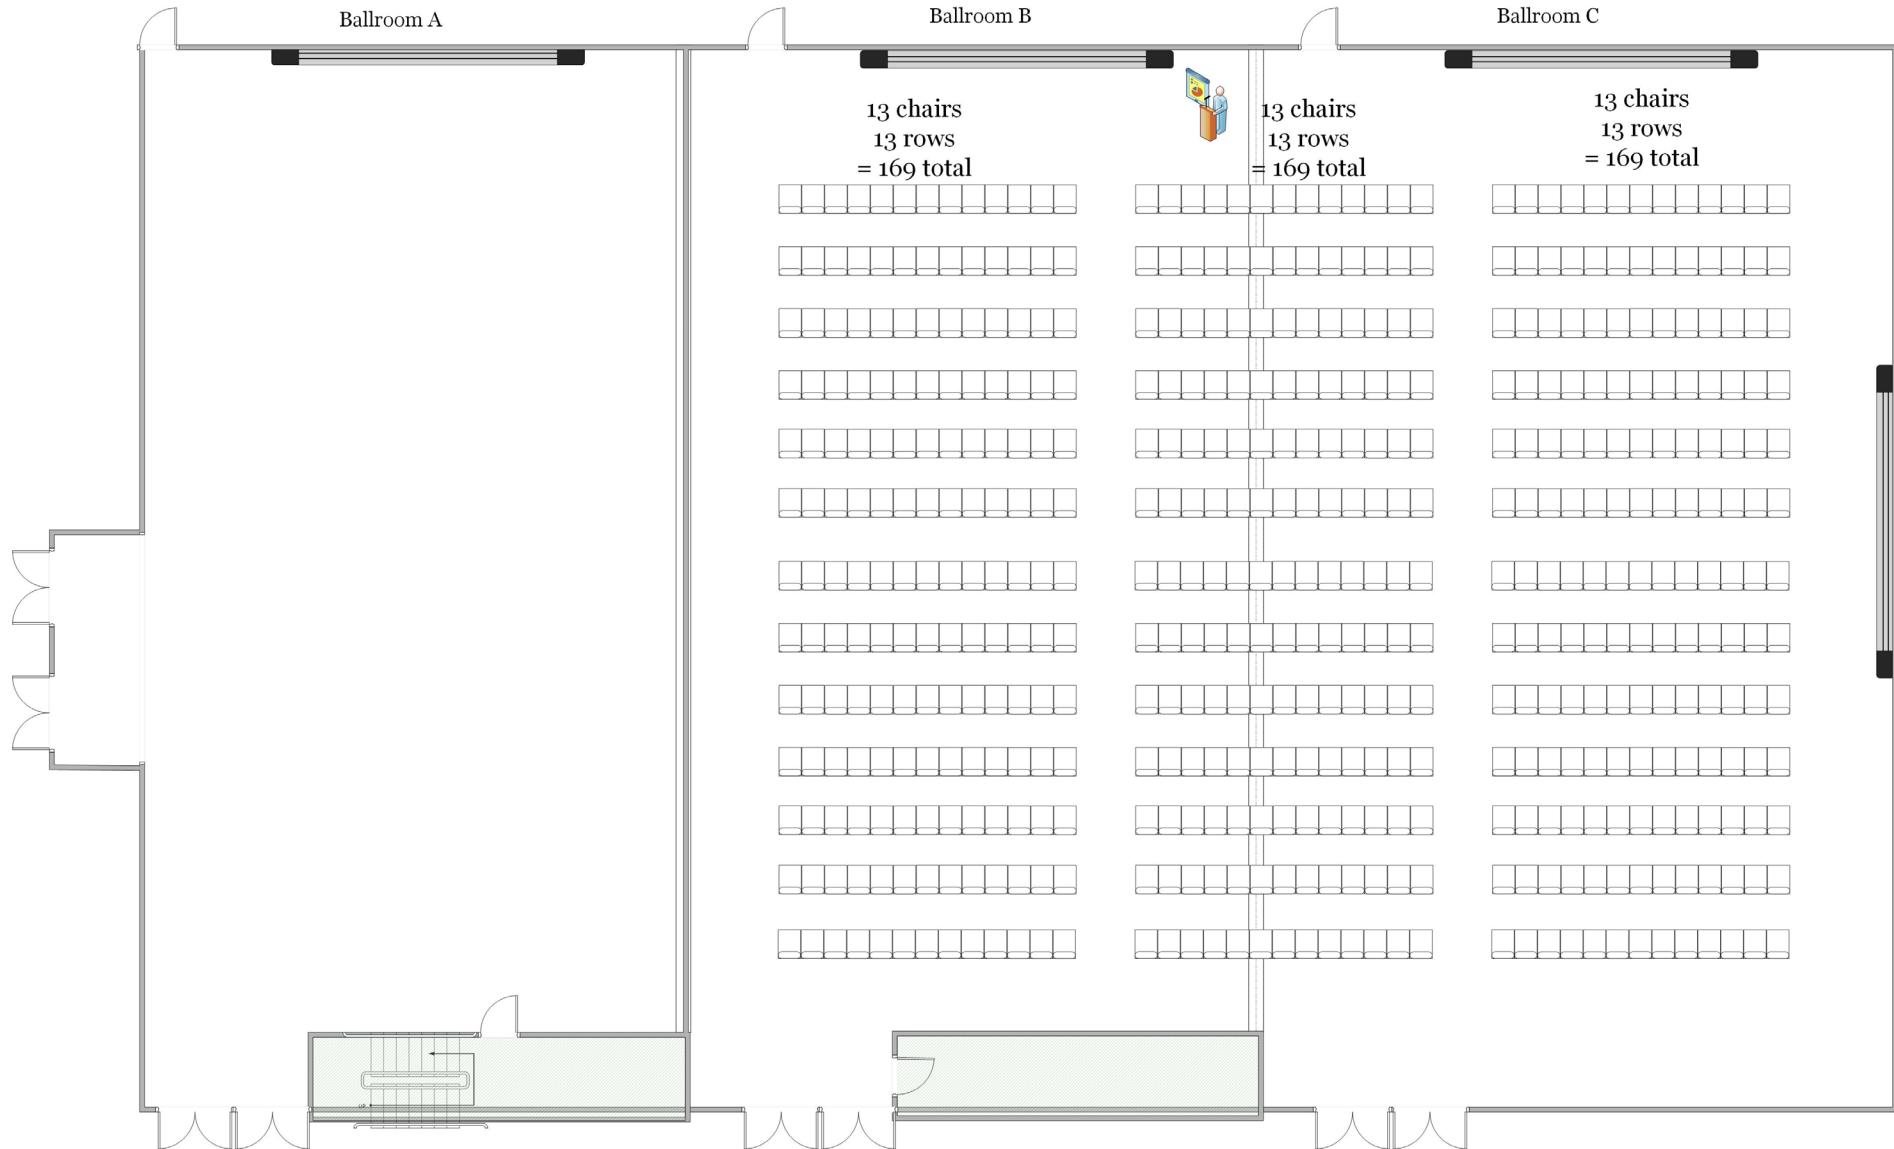 Ballroom A
Ballroom B
Ballroom C
13 chairs
13 rows
= 169 total
13 chairs
13 rows
= 169 total
13 chairs
13 rows
= 169 total
UP